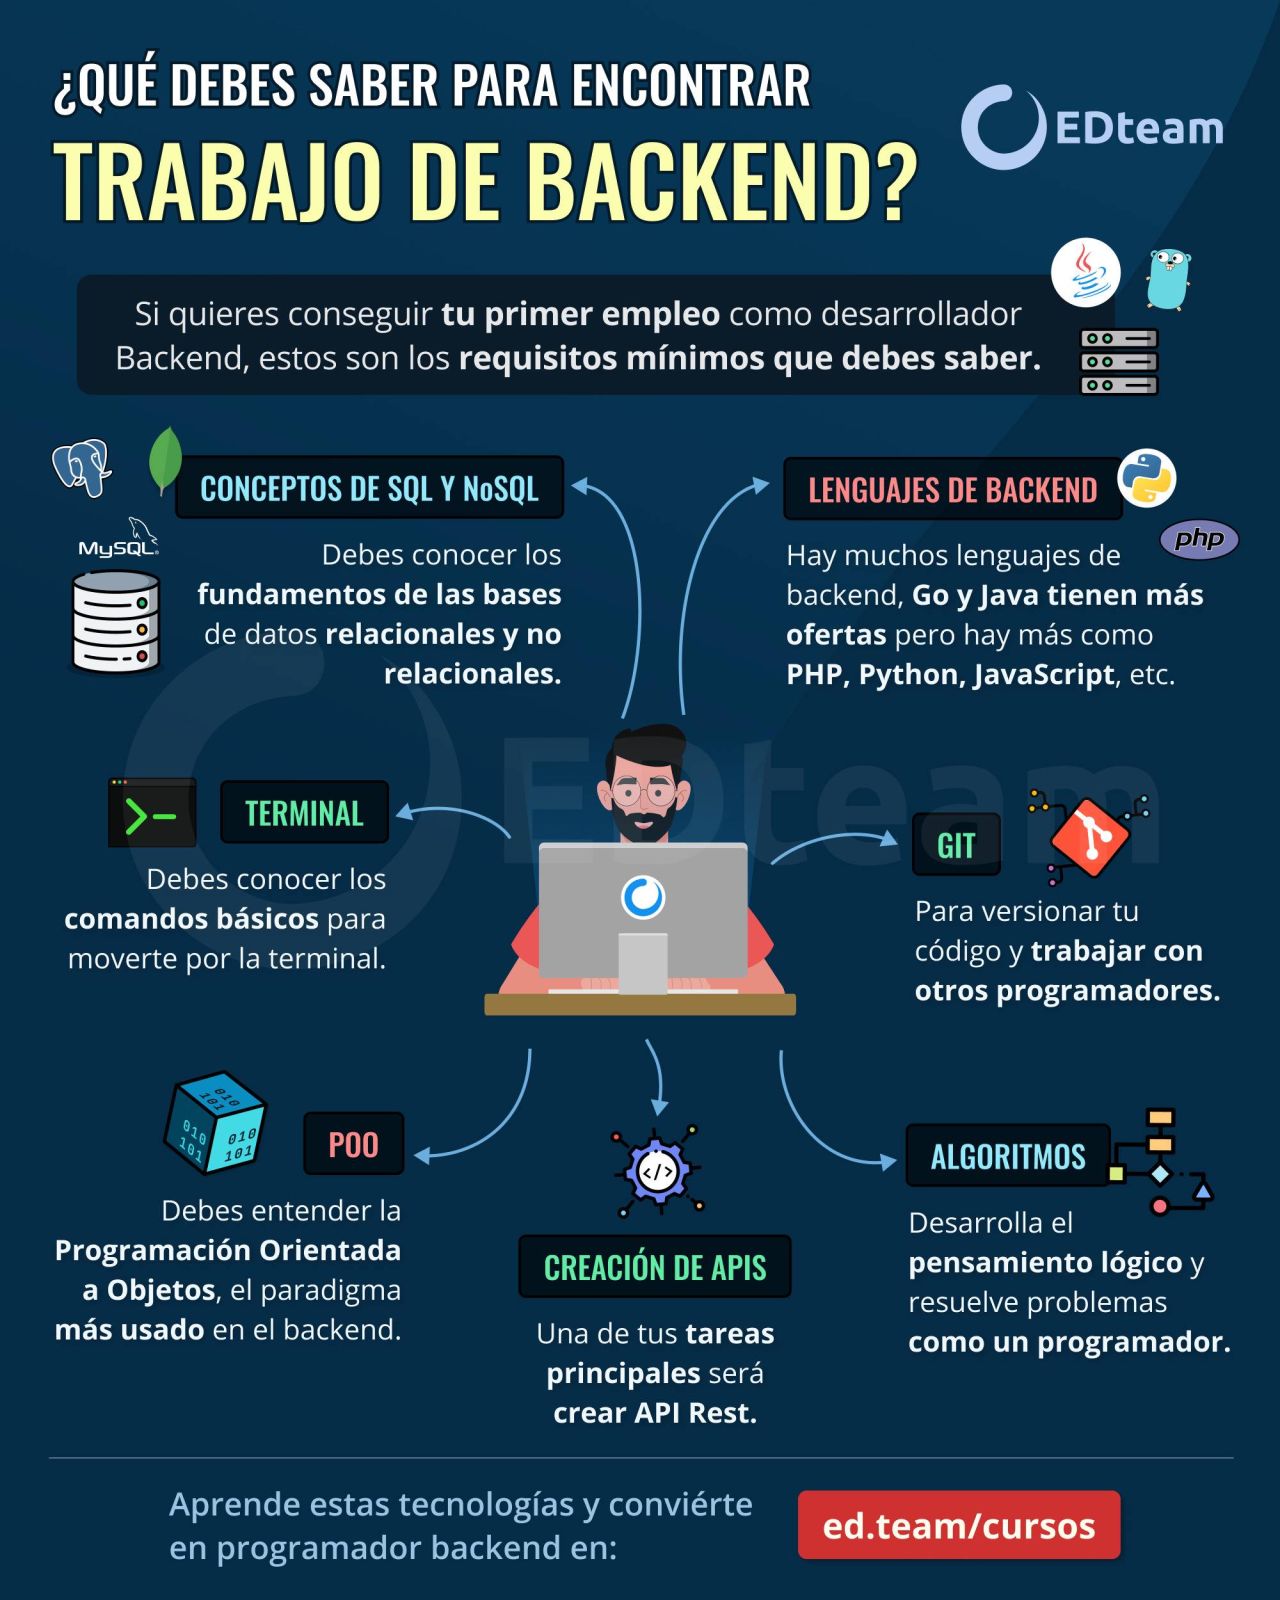 ¿QUÉ DEBES SABER PARA ENCONTRAR
TRABAJO DE BACKEND?
EDteam
Si quieres conseguir tu primer empleo como desarrollador
Backend, estos son los requisitos mínimos que debes saber.
CONCEPTOS DE SQL Y NoSQL
MySQL
Debes conocer los
fundamentos de las bases
de datos relacionales y no
relacionales.
LENGUAJES DE BACKEND
php
Hay muchos lenguajes de
backend, Go y Java tienen más
ofertas pero hay más como
PHP, Python, JavaScript, etc.
EDteam
TERMINAL
Debes conocer los
comandos básicos para
moverte por la terminal.
GIT
Para versionar tu
código y trabajar con
otros programadores.
010
101
010
101
010
101
POO
Debes entender la
Programación Orientada
a Objetos, el paradigma
más usado en el backend.
</>
CREACIÓN DE APIS
Una de tus tareas
principales será
crear API Rest.
ALGORITMOS
Desarrolla el
pensamiento lógico y
resuelve problemas
como un programador.
Aprende estas tecnologías y conviérte
en programador backend en:
ed.team/cursos